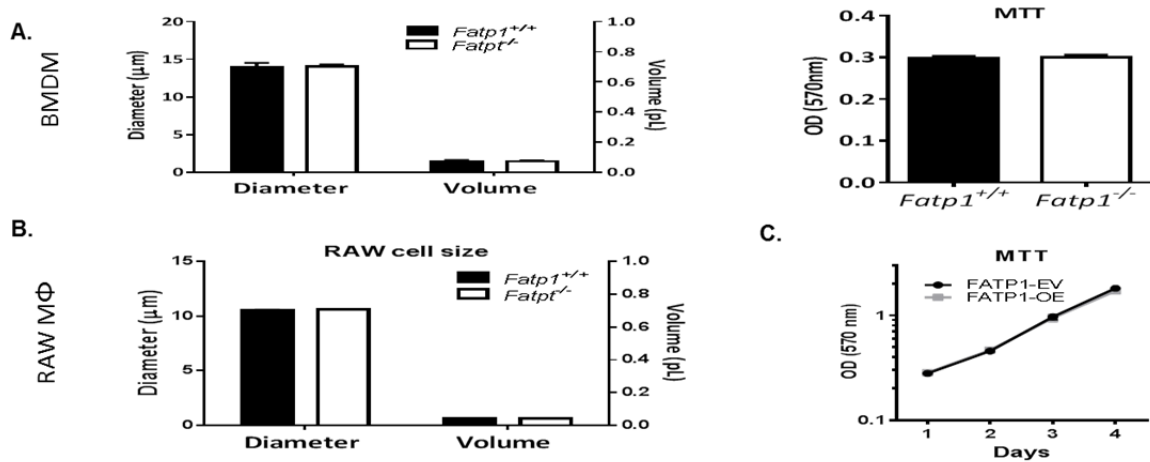 A.
BMDM
20
15
10
5
0
Diameter (μm)
1.0
0.8
0.6
0.4
0.2
0.0
Volume (pL)
Fatp1+/+
Fatpt-/-
Diameter Volume
MTT
0.4
0.3
0.2
0.1
0.0
OD (570nm)
Fatp1+/+ Fatp1-/-
B.
RAW MΦ
RAW cell size
15
10
5
0
Diameter (μm)
1.0
0.8
0.6
0.4
0.2
0.0
Volume (pL)
Fatp1+/+
Fatpt-/-
Diameter Volume
C.
MTT
FATP1-EV
FATP1-OE
1
0.1
OD (570 nm)
1 2 3 4
Days